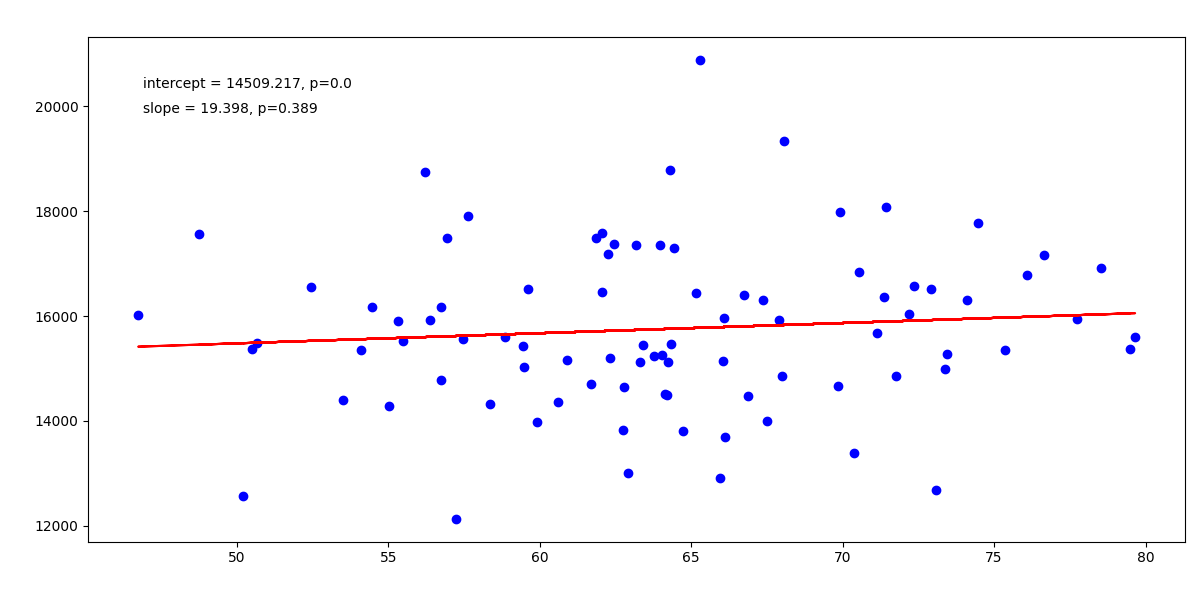 intercept = 14509.217, p=0.0
slope = 19.398, p=0.389
20000
18000
16000
14000
12000
50 55 60 65 70 75 80